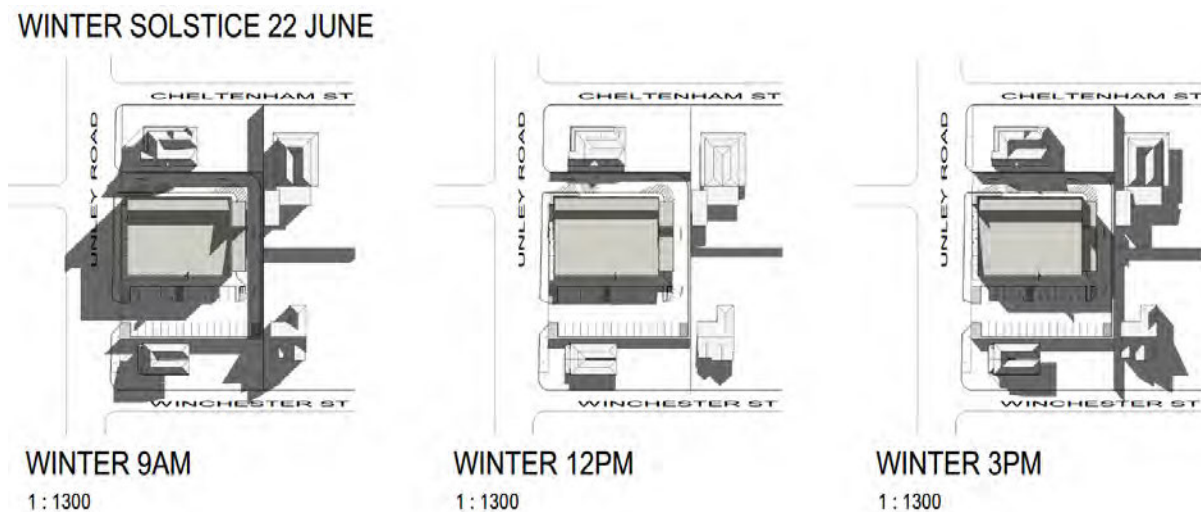 WINTER SOLSTICE 22 JUNE
CHELTENHAM ST
UNLEY ROAD
WINCHESTER ST
WINTER 9AM
1 : 1300
CHELTENHAM ST
UNLEY ROAD
WINCHESTER ST
WINTER 12PM
1 : 1300
CHELTENHAM ST
UNLEY ROAD
WINCHESTER ST
WINTER 3PM
1 : 1300